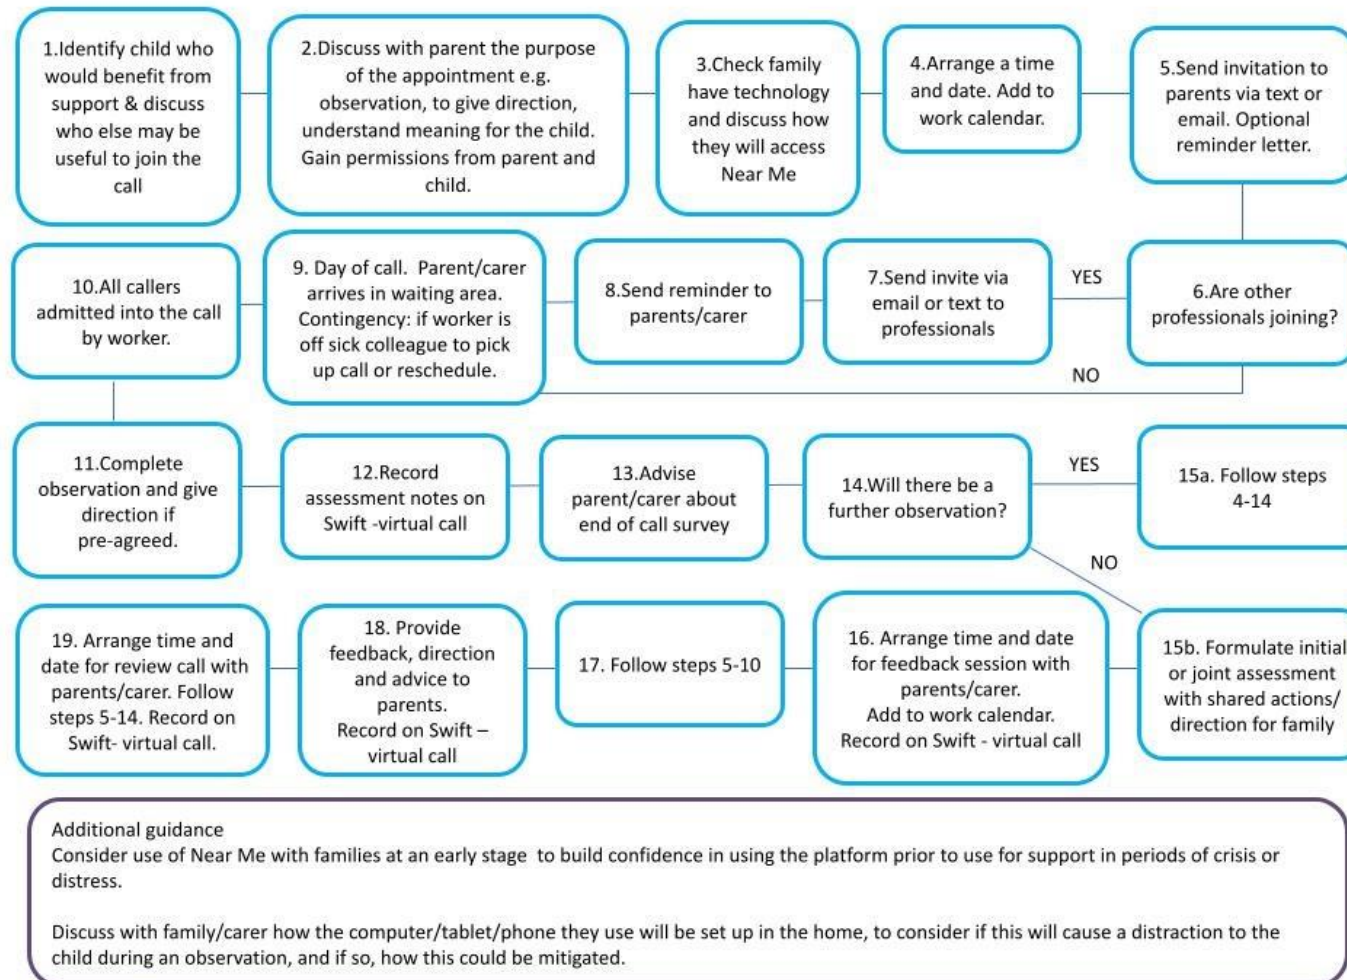 1.Identify child who
would benefit from
support & discuss
who else may be
useful to join the
call
2.Discuss with parent the purpose
of the appointment e.g.
observation, to give direction,
understand meaning for the child.
Gain permissions from parent and
child.
3.Check family
have technology
and discuss how
they will access
Near Me
4.Arrange a time
and date. Add to
work calendar.
5.Send invitation to
parents via text or
email. Optional
reminder letter.
6.Are other
professionals joining?
YES
NO
7.Send invite via
email or text to
professionals
8.Send reminder to
parents/carer
9. Day of call. Parent/carer
arrives in waiting area.
Contingency: if worker is
off sick colleague to pick
up call or reschedule.
10.All callers
admitted into the call
by worker.
11.Complete
observation and give
direction if
pre-agreed.
12.Record
assessment notes on
Swift -virtual call
13.Advise
parent/carer about
end of call survey
14.Will there be a
further observation?
YES
15a. Follow steps
4-14
NO
15b. Formulate initial
or joint assessment
with shared actions/
direction for family
16. Arrange time and date
for feedback session with
parents/carer.
Add to work calendar.
Record on Swift - virtual call
17. Follow steps 5-10
18. Provide
feedback, direction
and advice to
parents.
Record on Swift –
virtual call
19. Arrange time and
date for review call with
parents/carer. Follow
steps 5-14. Record on
Swift- virtual call.
Additional guidance
Consider use of Near Me with families at an early stage to build confidence in using the platform prior to use for support in periods of crisis or
distress.
Discuss with family/carer how the computer/tablet/phone they use will be set up in the home, to consider if this will cause a distraction to the
child during an observation, and if so, how this could be mitigated.